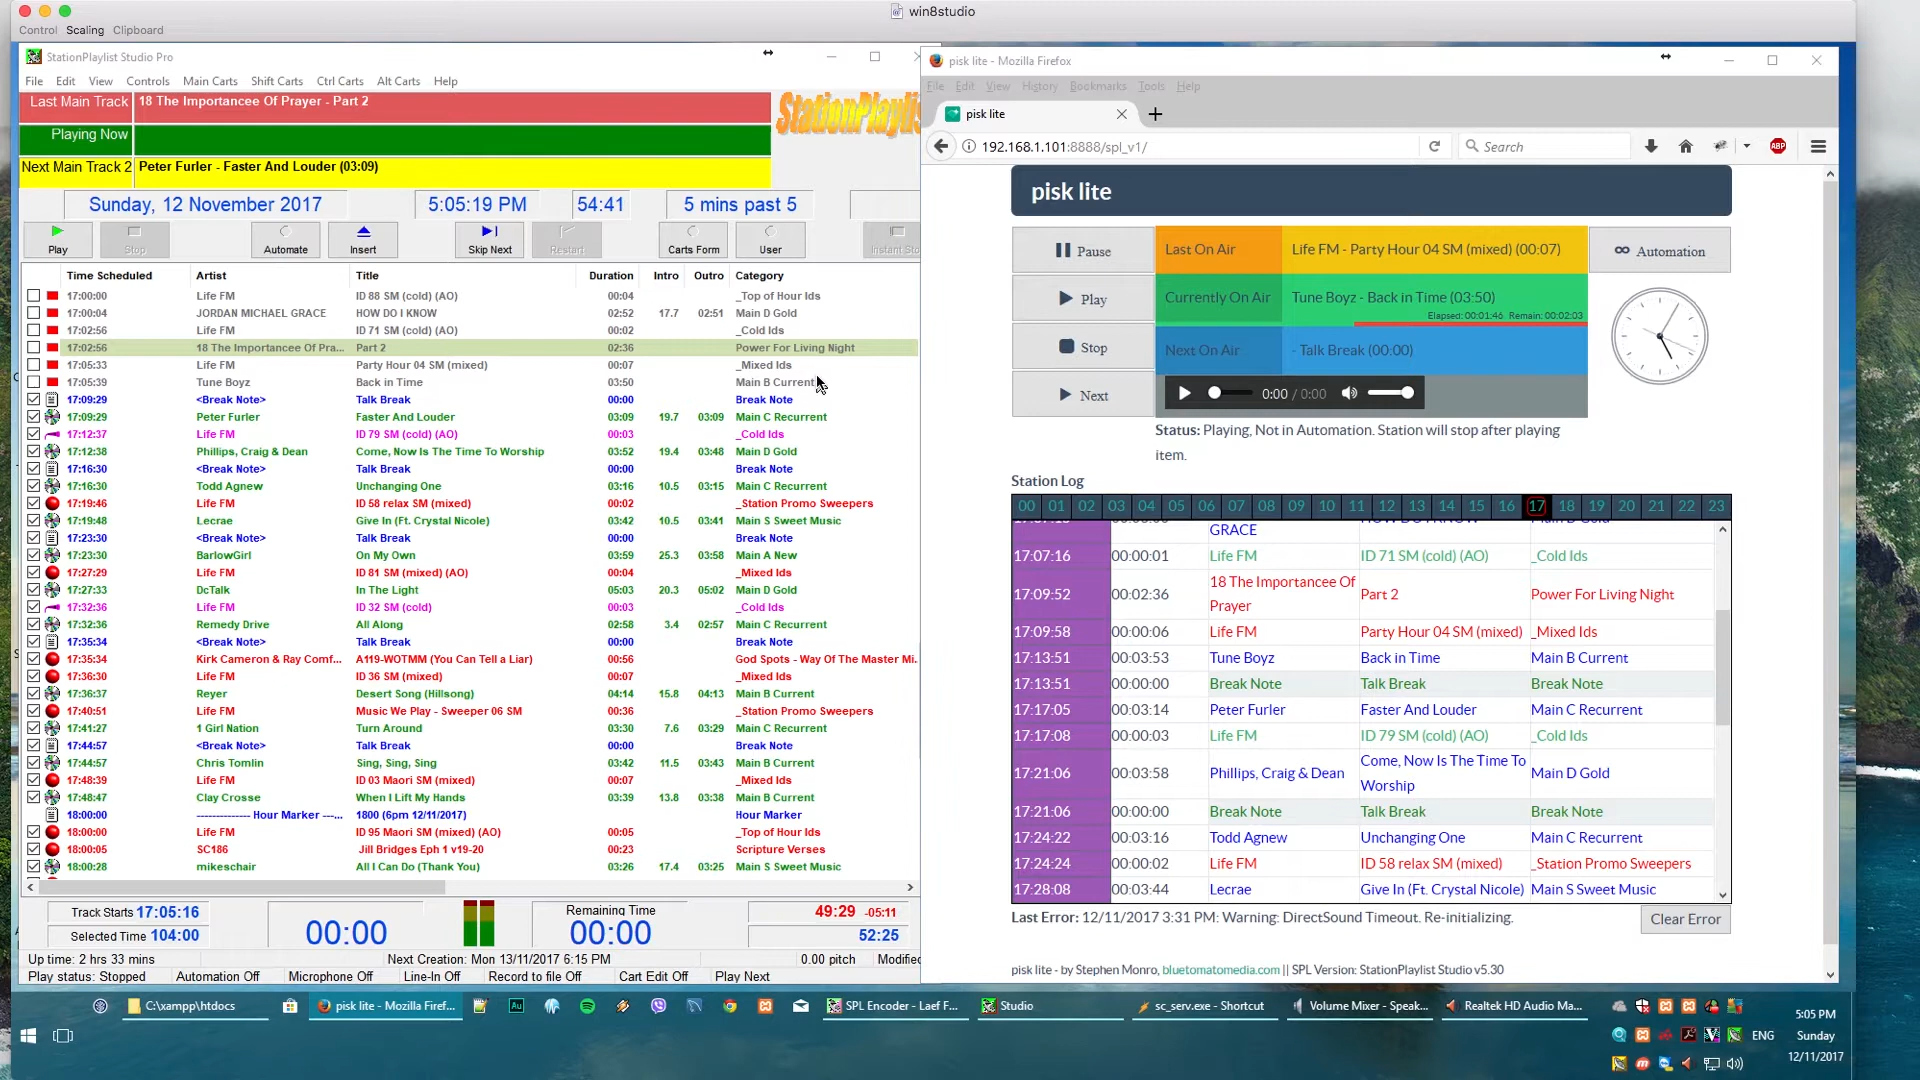 win8studio
Control Scaling Clipboard
StationPlaylist Studio Pro
File Edit View Controls Main Carts Shift Carts Ctrl Carts Alt Carts Help
Last Main Track 18 The Importancee Of Prayer - Part 2
Playing Now
Next Main Track 2 Peter Furler - Faster And Louder (03:09)
Sunday, 12 November 2017 5:05:19 PM 54:41 5 mins past 5
Play Stop Automate Insert Skip Next Restart Carts Form User Instant Sto
Time Scheduled Artist Title Duration Intro Outro Category
17:00:00 Life FM ID 88 SM (cold) (AO) 00:04 _Top of Hour Ids
17:00:04 JORDAN MICHAEL GRACE HOW DO I KNOW 02:52 17.7 02:51 Main D Gold
17:02:56 Life FM ID 71 SM (cold) (AO) 00:02 _Cold Ids
17:02:56 18 The Importancee Of Pra... Part 2 02:36 Power For Living Night
17:05:33 Life FM Party Hour 04 SM (mixed) 00:07 _Mixed Ids
17:05:39 Tune Boyz Back in Time 03:50 Main B Current
17:09:29 <Break Note> Talk Break 00:00 Break Note
17:09:29 Peter Furler Faster And Louder 03:09 19.7 03:09 Main C Recurrent
17:12:37 Life FM ID 79 SM (cold) (AO) 00:03 _Cold Ids
17:12:38 Phillips, Craig & Dean Come, Now Is The Time To Worship 03:52 19.4 03:48 Main D Gold
17:16:30 <Break Note> Talk Break 00:00 Break Note
17:16:30 Todd Agnew Unchanging One 03:16 10.5 03:15 Main C Recurrent
17:19:46 Life FM ID 58 relax SM (mixed) 00:02 _Station Promo Sweepers
17:19:48 Lecrae Give In (Ft. Crystal Nicole) 03:42 10.5 03:41 Main S Sweet Music
17:23:30 <Break Note> Talk Break 00:00 Break Note
17:23:30 BarlowGirl On My Own 03:59 25.3 03:58 Main A New
17:27:29 Life FM ID 81 SM (mixed) (AO) 00:04 _Mixed Ids
17:27:33 DcTalk In The Light 05:03 20.3 05:02 Main D Gold
17:32:36 Life FM ID 32 SM (cold) 00:03 _Cold Ids
17:32:36 Remedy Drive All Along 02:58 3.4 02:57 Main C Recurrent
17:35:34 <Break Note> Talk Break 00:00 Break Note
17:35:34 Kirk Cameron & Ray Comf... A119-WOTMM (You Can Tell a Liar) 00:56 God Spots - Way Of The Master Mi.
17:36:30 Life FM ID 36 SM (mixed) 00:07 _Mixed Ids
17:36:37 Reyer Desert Song (Hillsong) 04:14 15.8 04:13 Main B Current
17:40:51 Life FM Music We Play - Sweeper 06 SM 00:36 _Station Promo Sweepers
17:41:27 1 Girl Nation Turn Around 03:30 7.6 03:29 Main C Recurrent
17:44:57 <Break Note> Talk Break 00:00 Break Note
17:44:57 Chris Tomlin Sing, Sing, Sing 03:42 11.5 03:43 Main B Current
17:48:39 Life FM ID 03 Maori SM (mixed) 00:07 _Mixed Ids
17:48:47 Clay Crosse When I Lift My Hands 03:39 13.8 03:38 Main B Current
18:00:00 -------------- Hour Marker ---... 1800 (6pm 12/11/2017) Hour Marker
18:00:00 Life FM ID 95 Maori SM (mixed) (AO) 00:05 _Top of Hour Ids
18:00:05 SC186 Jill Bridges Eph 1 v19-20 00:23 Scripture Verses
18:00:28 mikeschair All I Can Do (Thank You) 03:26 17.4 03:25 Main S Sweet Music
Track Starts 17:05:16 00:00 Remaining Time 00:00 49:29 -05:11
Selected Time 104:00 52:25
Up time: 2 hrs 33 mins Next Creation: Mon 13/11/2017 6:15 PM 0.00 pitch Modified
Play status: Stopped Automation Off Microphone Off Line-In Off Record to file Off Cart Edit Off Play Next
pisk lite - Mozilla Firefox
File Edit View History Bookmarks Tools Help
pisk lite
192.168.1.101:8888/spl_v1/ Search ABP
pisk lite
Pause Last On Air Life FM - Party Hour 04 SM (mixed) (00:07) Automation
Play Currently On Air Tune Boyz - Back in Time (03:50)
Elapsed: 00:01:46 Remain: 00:02:03
Stop Next On Air - Talk Break (00:00)
Next 0:00 / 0:00
Status: Playing, Not in Automation. Station will stop after playing
item.
Station Log
00 01 02 03 04 05 06 07 08 09 10 11 12 13 14 15 16 17 18 19 20 21 22 23
GRACE
17:07:16 00:00:01 Life FM ID 71 SM (cold) (AO) _Cold Ids
17:09:52 00:02:36 18 The Importancee Of Prayer Part 2 Power For Living Night
17:09:58 00:00:06 Life FM Party Hour 04 SM (mixed) _Mixed Ids
17:13:51 00:03:53 Tune Boyz Back in Time Main B Current
17:13:51 00:00:00 Break Note Talk Break Break Note
17:17:05 00:03:14 Peter Furler Faster And Louder Main C Recurrent
17:17:08 00:00:03 Life FM ID 79 SM (cold) (AO) _Cold Ids
17:21:06 00:03:58 Phillips, Craig & Dean Come, Now Is The Time To Worship Main D Gold
17:21:06 00:00:00 Break Note Talk Break Break Note
17:24:22 00:03:16 Todd Agnew Unchanging One Main C Recurrent
17:24:24 00:00:02 Life FM ID 58 relax SM (mixed) _Station Promo Sweepers
17:28:08 00:03:44 Lecrae Give In (Ft. Crystal Nicole) Main S Sweet Music
Last Error: 12/11/2017 3:31 PM: Warning: DirectSound Timeout. Re-initializing. Clear Error
pisk lite - by Stephen Monro, bluetomatomedia.com || SPL Version: StationPlaylist Studio v5.30
C:\xampp\htdocs pisk lite - Mozilla Firef... Au SPL Encoder - Laef F... Studio sc_serv.exe - Shortcut Volume Mixer - Speak... Realtek HD Audio Ma...
5:05 PM
ENG Sunday
12/11/2017